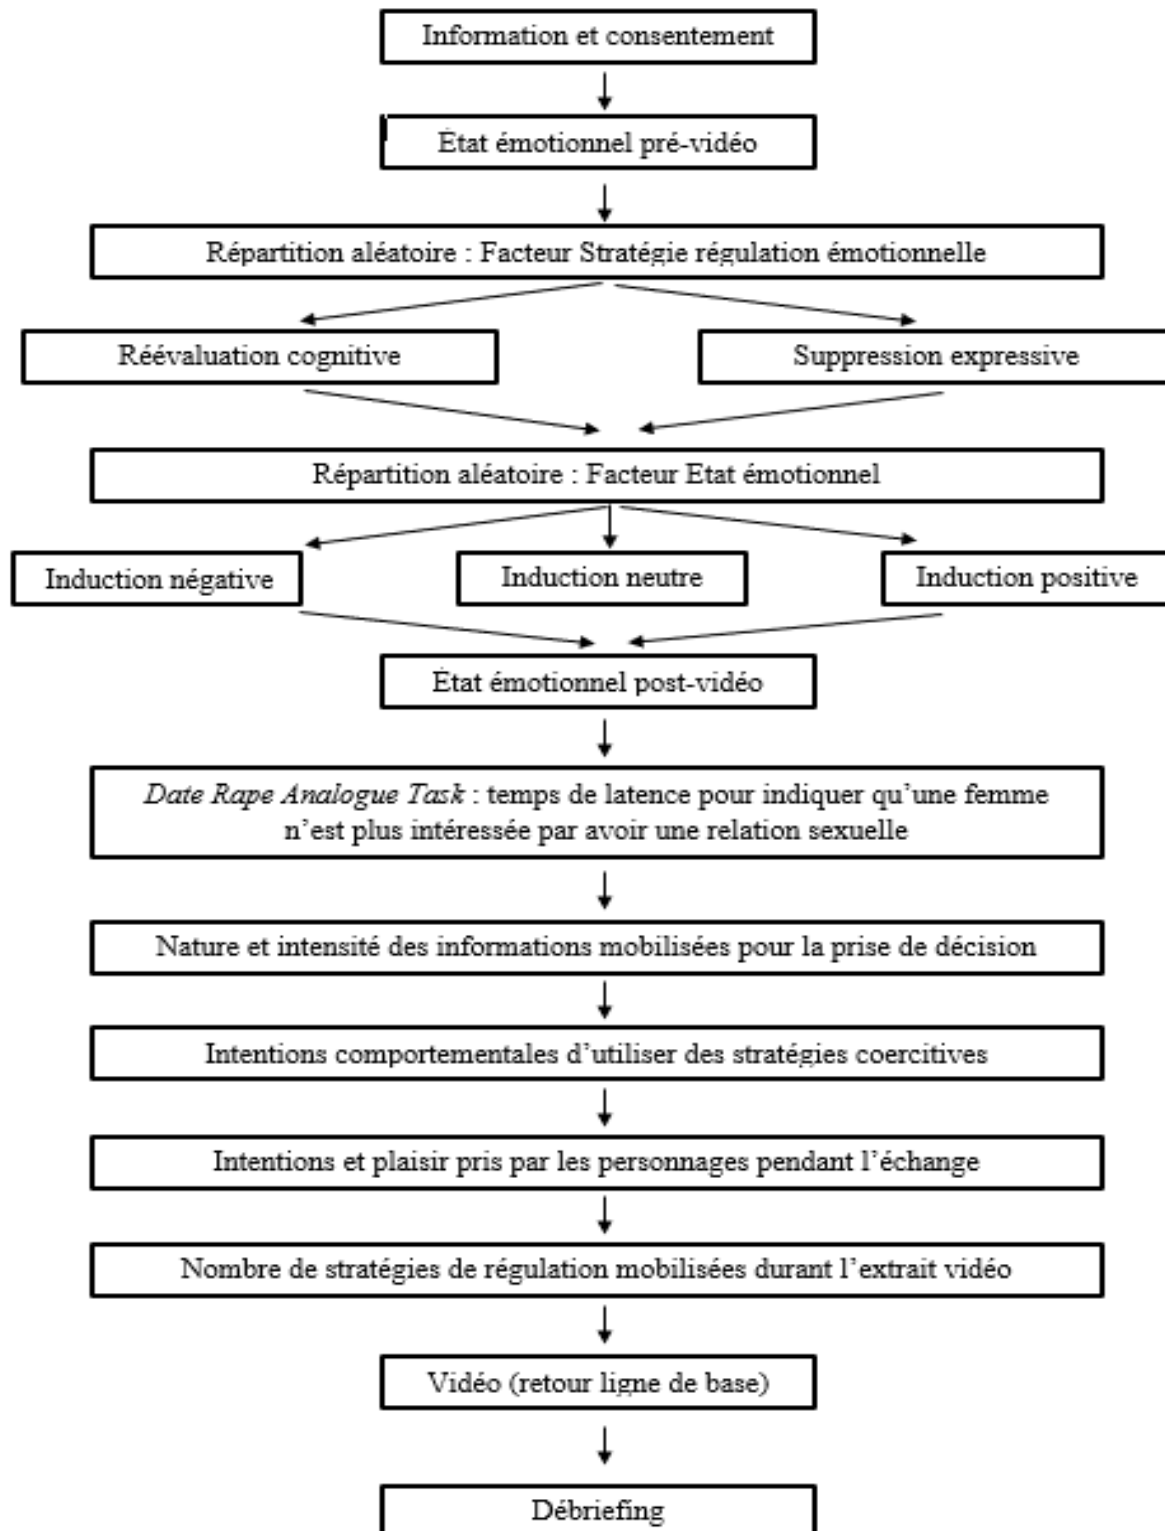 Information et consentement
État émotionnel pré-vidéo
Répartition aléatoire : Facteur Stratégie régulation émotionnelle
Réévaluation cognitive
Suppression expressive
Répartition aléatoire : Facteur Etat émotionnel
Induction négative
Induction neutre
Induction positive
État émotionnel post-vidéo
Date Rape Analogue Task : temps de latence pour indiquer qu’une femme
n’est plus intéressée par avoir une relation sexuelle
Nature et intensité des informations mobilisées pour la prise de décision
Intentions comportementales d’utiliser des stratégies coercitives
Intentions et plaisir pris par les personnages pendant l’échange
Nombre de stratégies de régulation mobilisées durant l’extrait vidéo
Vidéo (retour ligne de base)
Débriefing